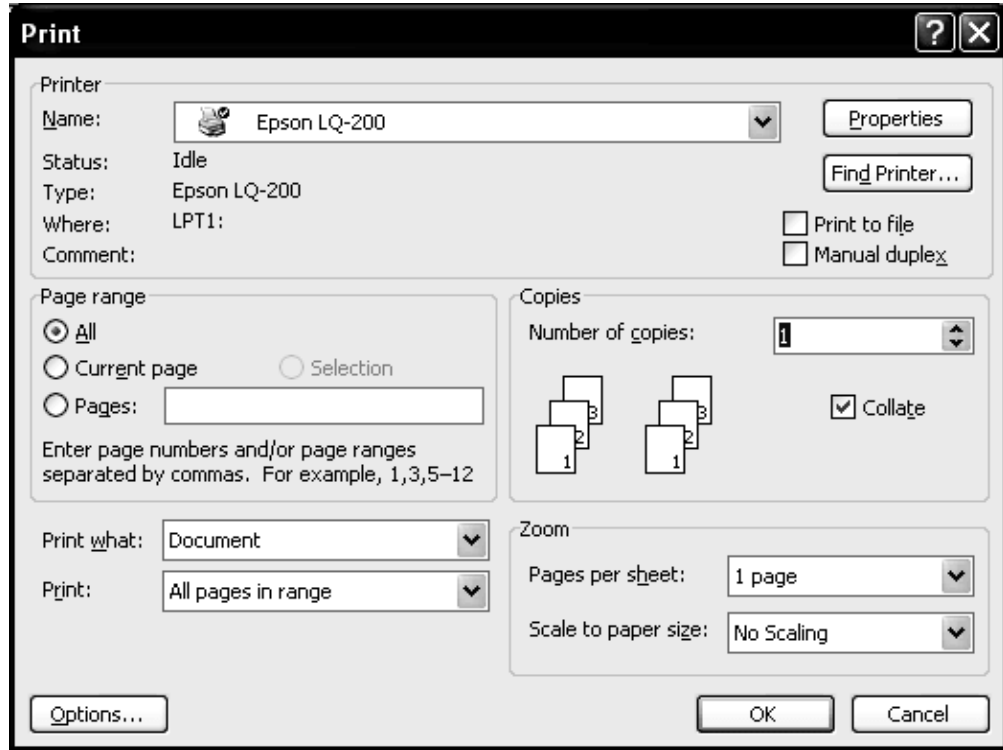 Print
Printer
Name: Epson LQ-200 Properties
Status: Idle
Find Printer...
Type: Epson LQ-200
Where: LPT1: Print to file
Comment: Manual duplex
Page range
All
Current page Selection
Pages:
Enter page numbers and/or page ranges
separated by commas. For example, 1,3,5–12
Copies
Number of copies: 1
3 3
2 2
1 1
Collate
Print what: Document
Print: All pages in range
Zoom
Pages per sheet: 1 page
Scale to paper size: No Scaling
Options... OK Cancel